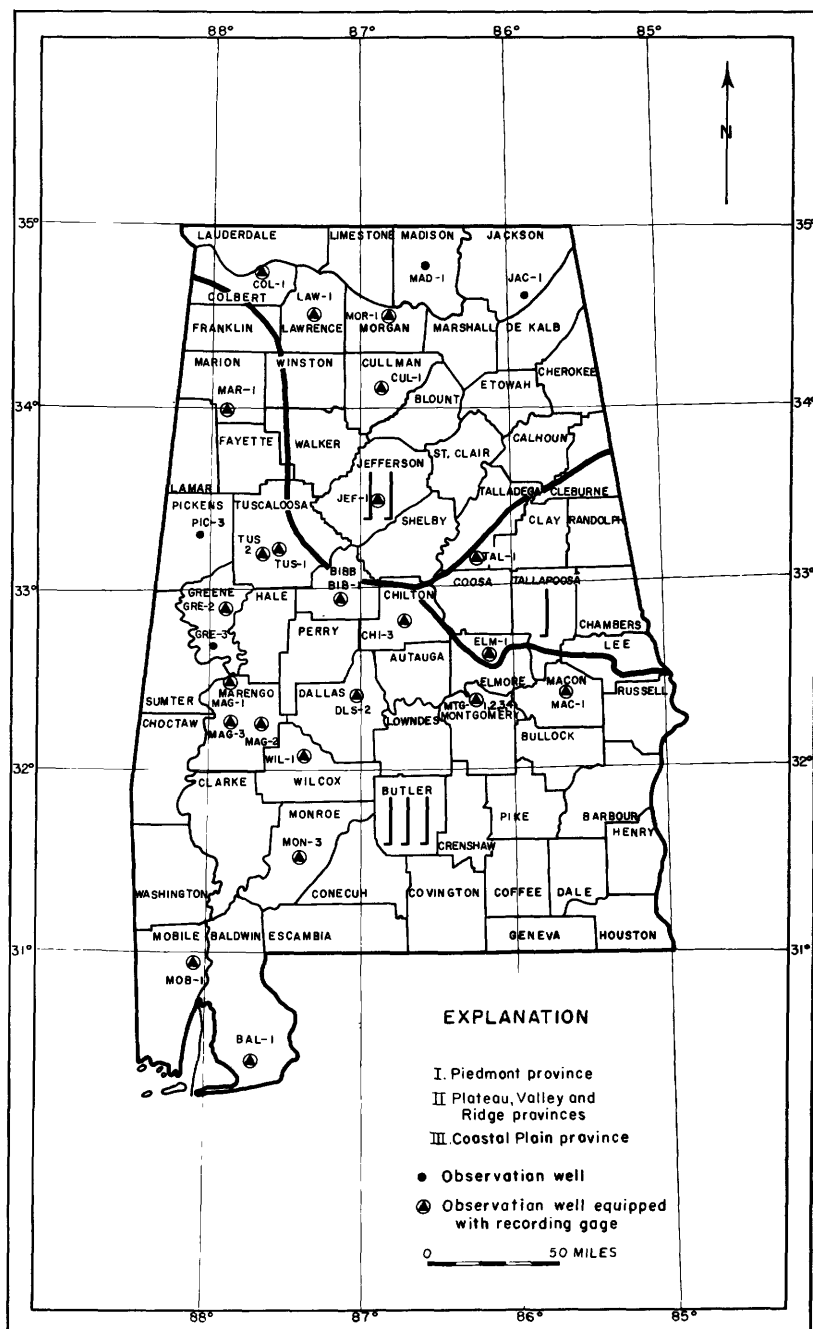 88° 87° 86° 85°
N
35° 35°
LAUDERDALE LIMESTONE MADISON JACKSON
COL-1 MAD-1 JAC-1
COLBERT LAW-1
MOR-1
FRANKLIN LAWRENCE MORGAN MARSHALL DE KALB
MARION WINSTON CULLMAN
MAR-1 CUL-1 CHEROKEE
ETOWAH
BLOUNT
34° 34°
FAYETTE WALKER ST. CLAIR CALHOUN
JEFFERSON
II
LAMAR JEF-1 TALLADEGA CLEBURNE
PICKENS TUSCALOOSA
PIC-3 SHELBY CLAY RANDOLPH
TUS
2 TUS-1 TAL-1
33° BIBB 33°
GREENE BIB-1 CHILTON COOSA TALLAPOOSA
GRE-2 HALE I
CHAMBERS
GRE-3 PERRY CHI-3 ELM-1 LEE
AUTAUGA
MARENGO ELMORE MACON
SUMTER MAG-1 DALLAS MAC-1 RUSSELL
CHOCTAW DLS-2 LOWNDES MTG-1,2,3,4
MAG-3 MAG-2 MONTGOMERY
BULLOCK
WIL-1
32° 32°
CLARKE WILCOX BUTLER
MONROE III PIKE BARBOUR
HENRY
MON-3 CRENSHAW
WASHINGTON CONECUH COVINGTON COFFEE DALE
31° MOBILE BALDWIN ESCAMBIA GENEVA HOUSTON 31°
MOB-1
BAL-1
EXPLANATION
I. Piedmont province
II Plateau, Valley and
Ridge provinces
III. Coastal Plain province
Observation well
Observation well equipped
with recording gage
0 50 MILES
88° 87° 86° 85°